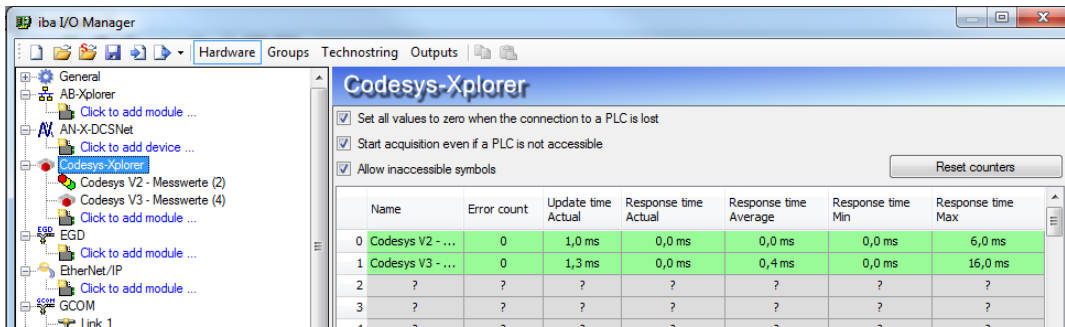 iba I/O Manager
Hardware Groups Technostring Outputs
General
AB-Xplorer
Click to add module ...
AN-X-DCSNet
Click to add device ...
Codesys-Xplorer
Codesys V2 - Messwerte (2)
Codesys V3 - Messwerte (4)
Click to add module ...
EGD
Click to add module ...
EtherNet/IP
Click to add module ...
GCOM
Link 1
Codesys-Xplorer
Set all values to zero when the connection to a PLC is lost
Start acquisition even if a PLC is not accessible
Allow inaccessible symbols
Reset counters
Name Error count Update time Actual Response time Actual Response time Average Response time Min Response time Max
0 Codesys V2 - ... 0 1,0 ms 0,0 ms 0,0 ms 0,0 ms 6,0 ms
1 Codesys V3 - ... 0 1,3 ms 0,0 ms 0,4 ms 0,0 ms 16,0 ms
2 ? ? ? ? ? ? ?
3 ? ? ? ? ? ? ?